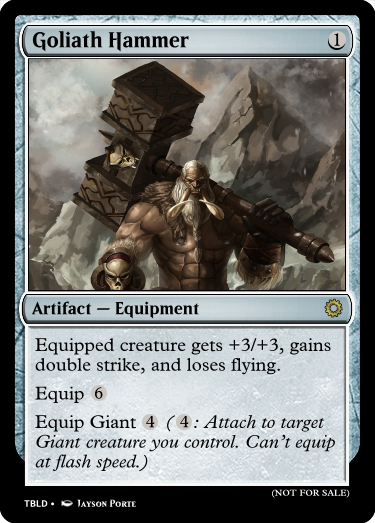 Goliath Hammer 1
Artifact — Equipment
Equipped creature gets +3/+3, gains
double strike, and loses flying.
Equip 6
Equip Giant 4 ( 4 : Attach to target
Giant creature you control. Can't equip
at flash speed.)
(NOT FOR SALE)
TBLD • Jayson Porte